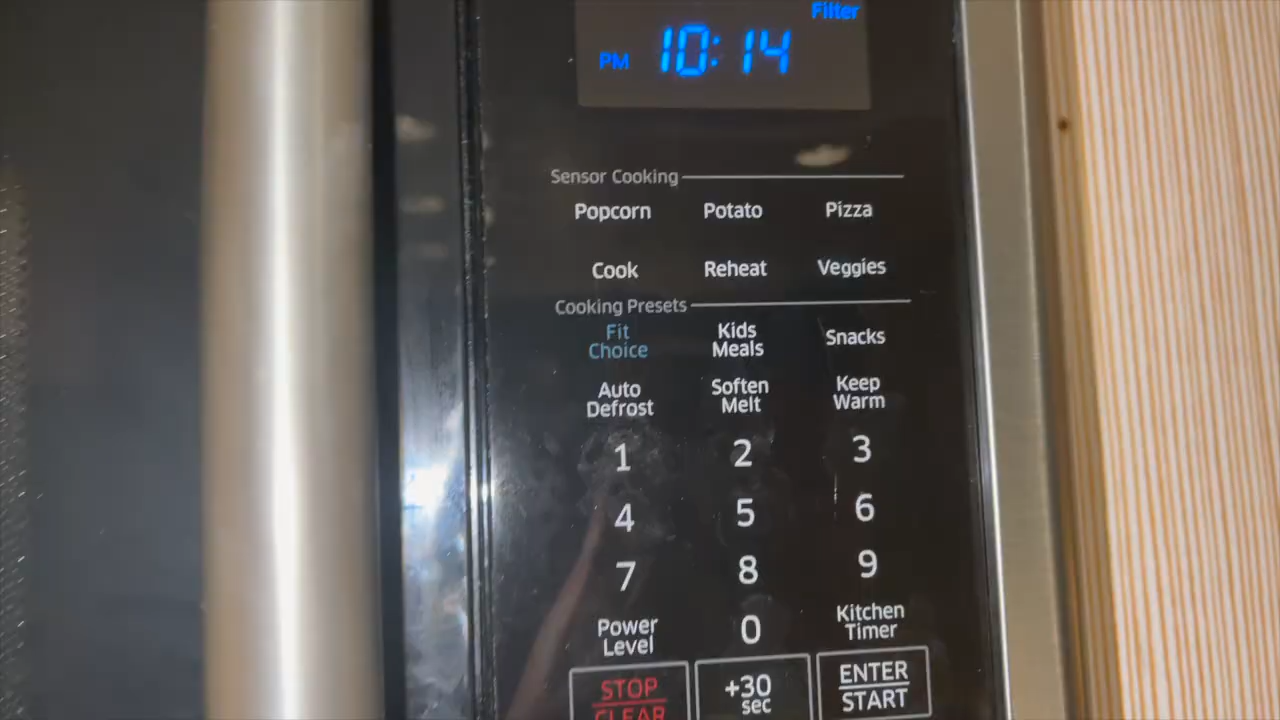 Filter
PM 10:14
Sensor Cooking
Popcorn Potato Pizza
Cook Reheat Veggies
Cooking Presets
Fit Choice Kids Meals Snacks
Auto Defrost Soften Melt Keep Warm
1 2 3
4 5 6
7 8 9
Power Level 0 Kitchen Timer
STOP CLEAR +30 sec ENTER START